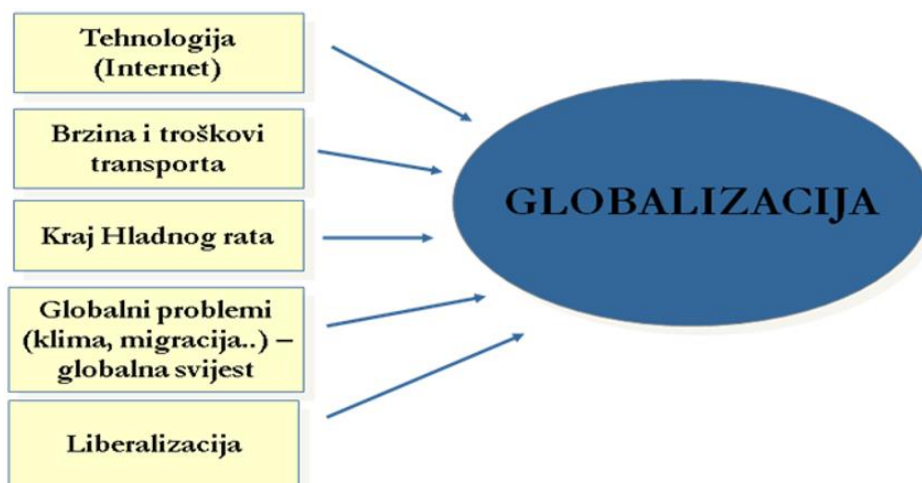 Tehnologija
(Internet)
Brzina i troškovi
transporta
Kraj Hladnog rata
Globalni problemi
(klima, migracija..) –
globalna svijest
Liberalizacija
GLOBALIZACIJA